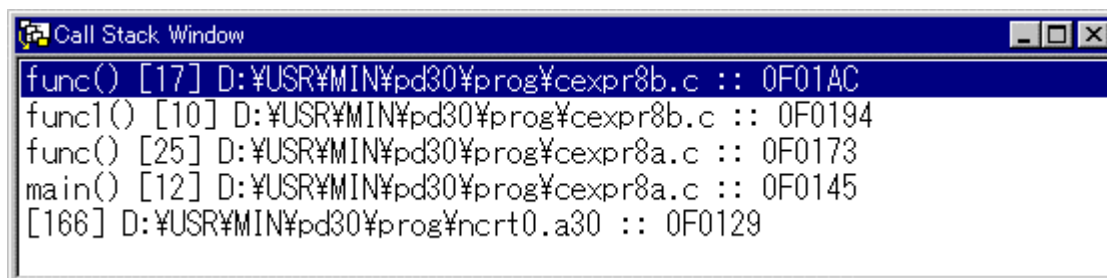 Call Stack Window
func() [17] D:¥USR¥MIN¥pd30¥prog¥cexpr8b.c :: 0F01AC
func1() [10] D:¥USR¥MIN¥pd30¥prog¥cexpr8b.c :: 0F0194
func() [25] D:¥USR¥MIN¥pd30¥prog¥cexpr8a.c :: 0F0173
main() [12] D:¥USR¥MIN¥pd30¥prog¥cexpr8a.c :: 0F0145
[166] D:¥USR¥MIN¥pd30¥prog¥ncrt0.a30 :: 0F0129